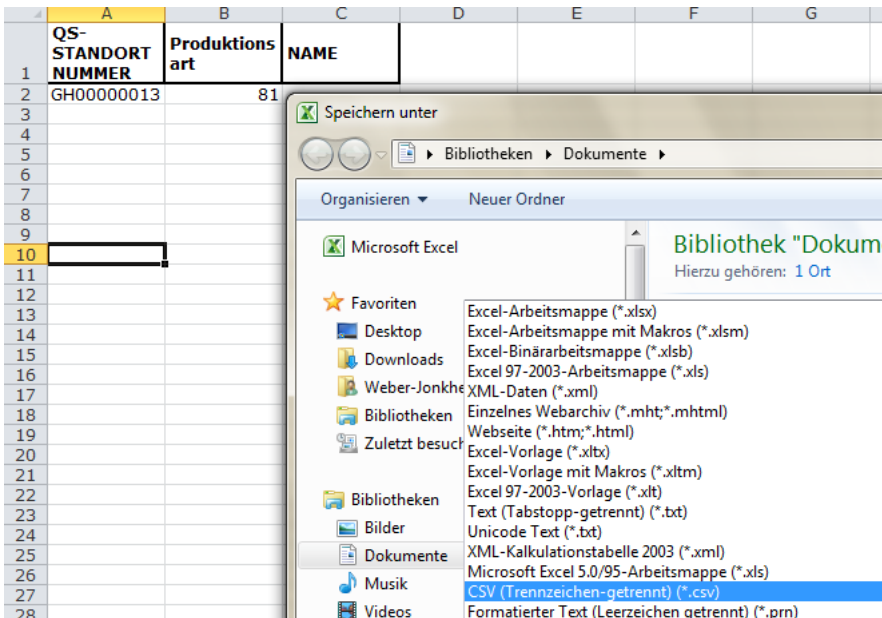 A B C D E F G
QS-
STANDORT
NUMMER
Produktions
art
NAME
1
2 GH00000013 81
3
4
5
6
7
8
9
10
11
12
13
14
15
16
17
18
19
20
21
22
23
24
25
26
27
28
Speichern unter
Bibliotheken Dokumente
Organisieren Neuer Ordner
Microsoft Excel
Favoriten
Desktop
Downloads
Weber-Jonkhe
Bibliotheken
Zuletzt besuch
Bibliotheken
Bilder
Dokumente
Musik
Videos
Bibliothek "Dokum
Hierzu gehören: 1 Ort
Excel-Arbeitsmappe (*.xlsx)
Excel-Arbeitsmappe mit Makros (*.xlsm)
Excel-Binärarbeitsmappe (*.xlsb)
Excel 97-2003-Arbeitsmappe (*.xls)
XML-Daten (*.xml)
Einzelnes Webarchiv (*.mht;*.mhtml)
Webseite (*.htm;*.html)
Excel-Vorlage (*.xltx)
Excel-Vorlage mit Makros (*.xltm)
Excel 97-2003-Vorlage (*.xlt)
Text (Tabstopp-getrennt) (*.txt)
Unicode Text (*.txt)
XML-Kalkulationstabelle 2003 (*.xml)
Microsoft Excel 5.0/95-Arbeitsmappe (*.xls)
CSV (Trennzeichen-getrennt) (*.csv)
Formatierter Text (Leerzeichen getrennt) (*.prn)